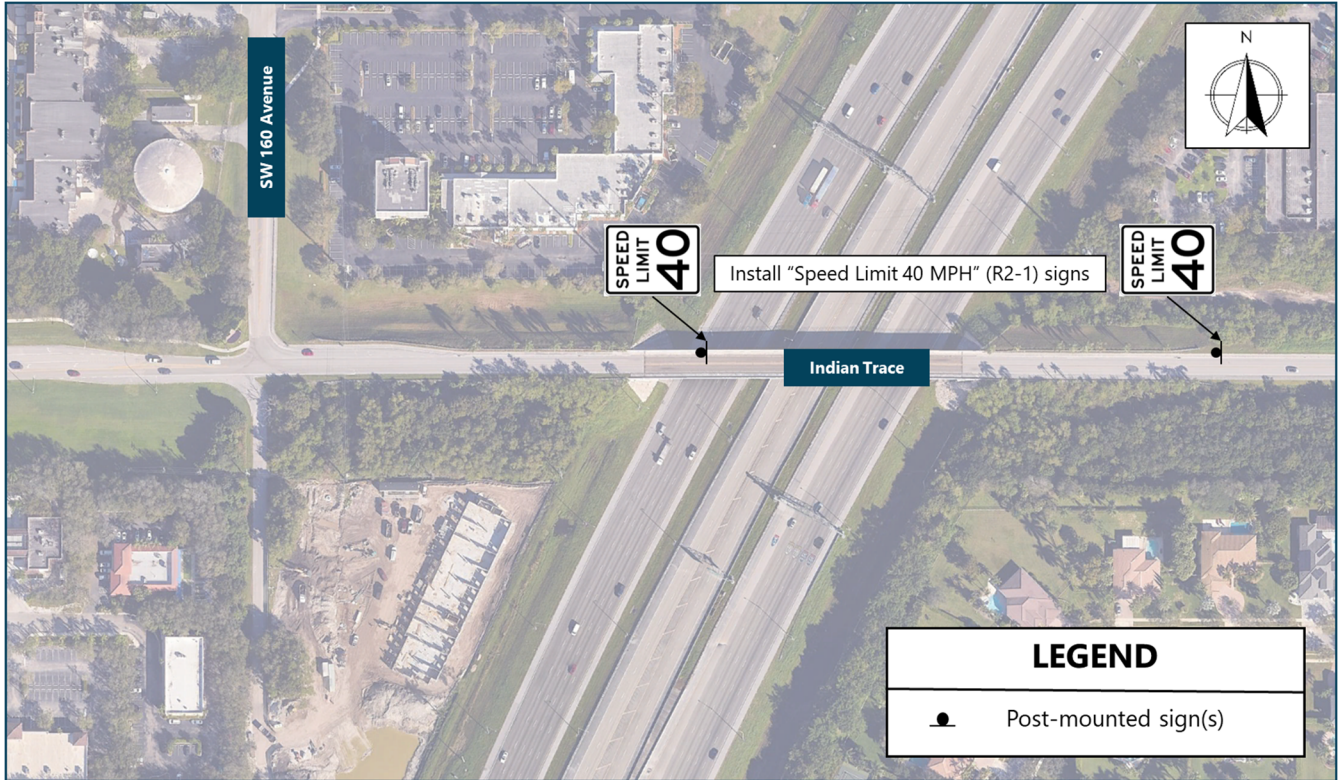 N
SW 160 Avenue
SPEED
LIMIT
40
Install “Speed Limit 40 MPH” (R2-1) signs
SPEED
LIMIT
40
Indian Trace
LEGEND
Post-mounted sign(s)